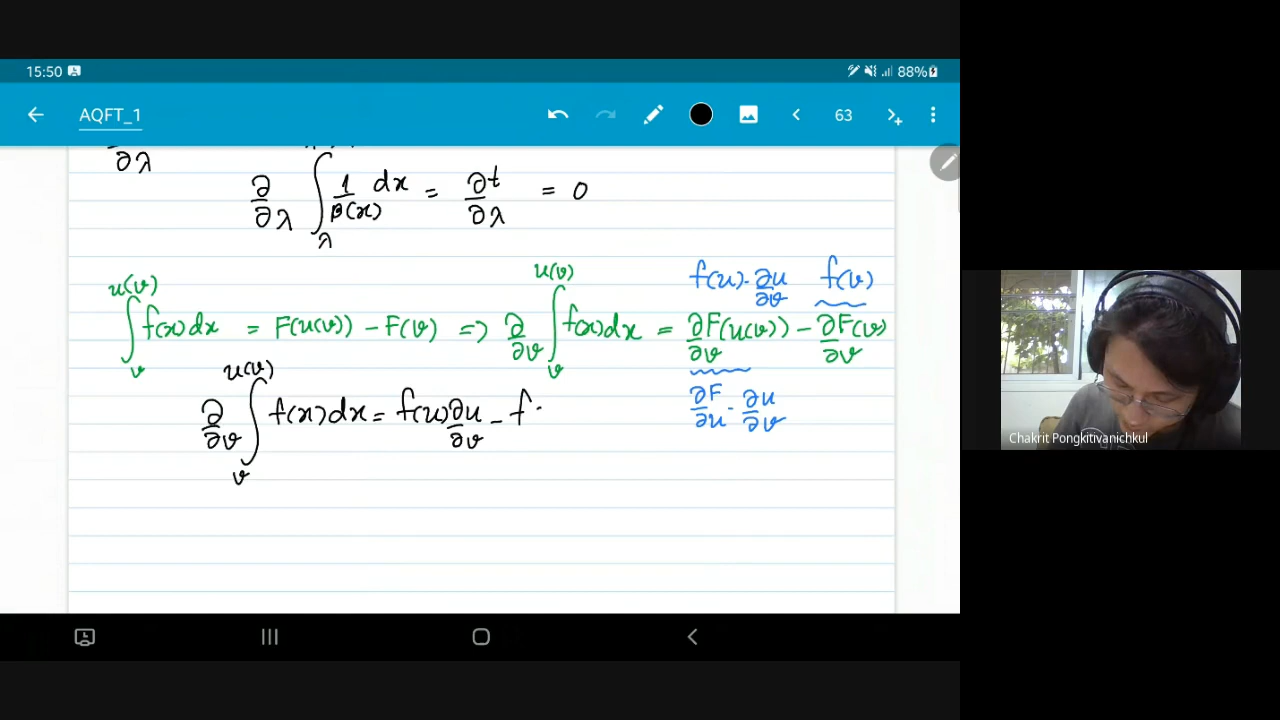 15:50 88%
AQFT_1 63
∂λ
∂/∂λ ∫_λ 1/β(x) dx = ∂t/∂λ = 0
f(u)·∂u/∂v f(v)
∫_v^{u(v)} f(x)dx = F(u(v)) - F(v) => ∂/∂v ∫_v^{u(v)} f(x)dx = ∂F(u(v))/∂v - ∂F(v)/∂v
∂F/∂u · ∂u/∂v
∂/∂v ∫_v^{u(v)} f(x)dx = f(u)∂u/∂v - f
Chakrit Pongkitivanichkul